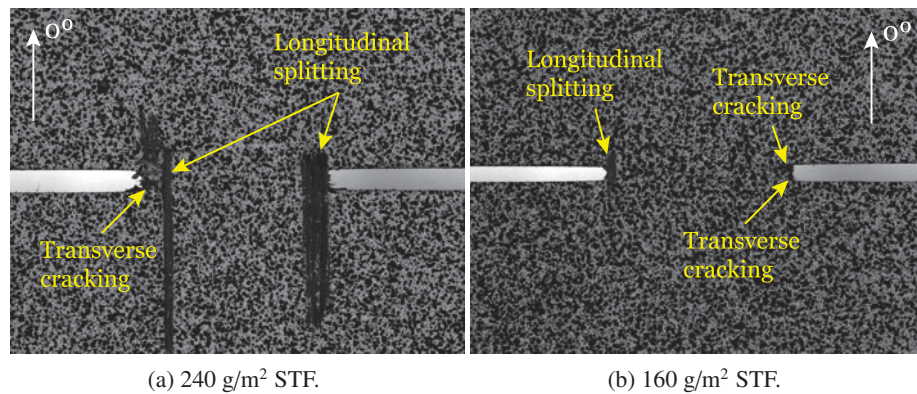 0°
Longitudinal
splitting
Transverse
cracking
(a) 240 g/m² STF.
0°
Longitudinal
splitting
Transverse
cracking
Transverse
cracking
(b) 160 g/m² STF.